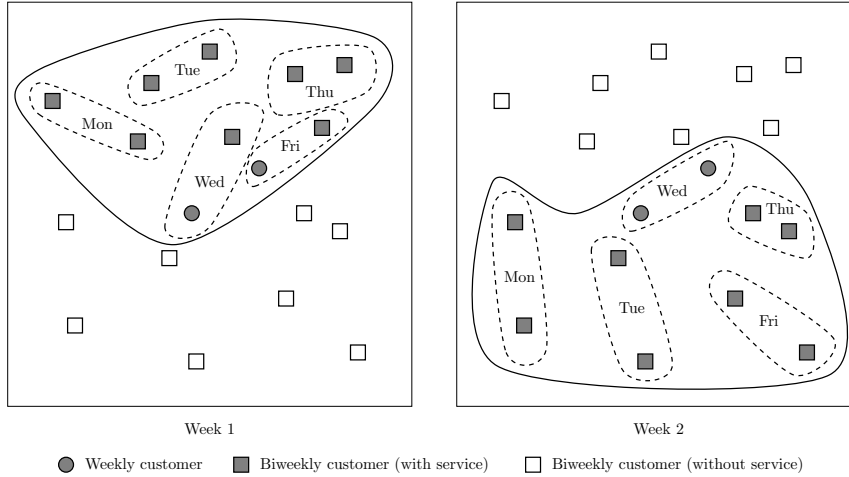 Tue
Thu
Mon
Fri
Wed
Wed
Thu
Mon
Tue
Fri
Week 1
Week 2
Weekly customer
Biweekly customer (with service)
Biweekly customer (without service)